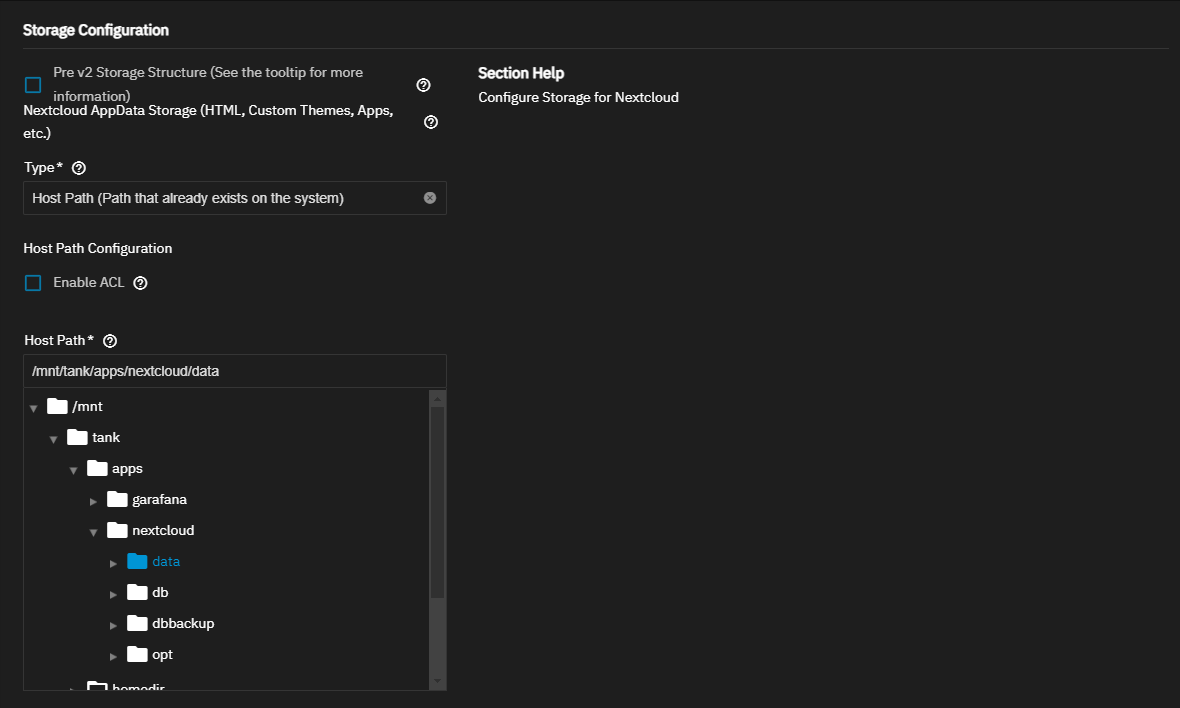 Storage Configuration
Pre v2 Storage Structure (See the tooltip for more
information)
Nextcloud AppData Storage (HTML, Custom Themes, Apps,
etc.)
Type*
Host Path (Path that already exists on the system)
Host Path Configuration
Enable ACL
Host Path*
/mnt/tank/apps/nextcloud/data
/mnt
tank
apps
garafana
nextcloud
data
db
dbbackup
opt
homedir
Section Help
Configure Storage for Nextcloud